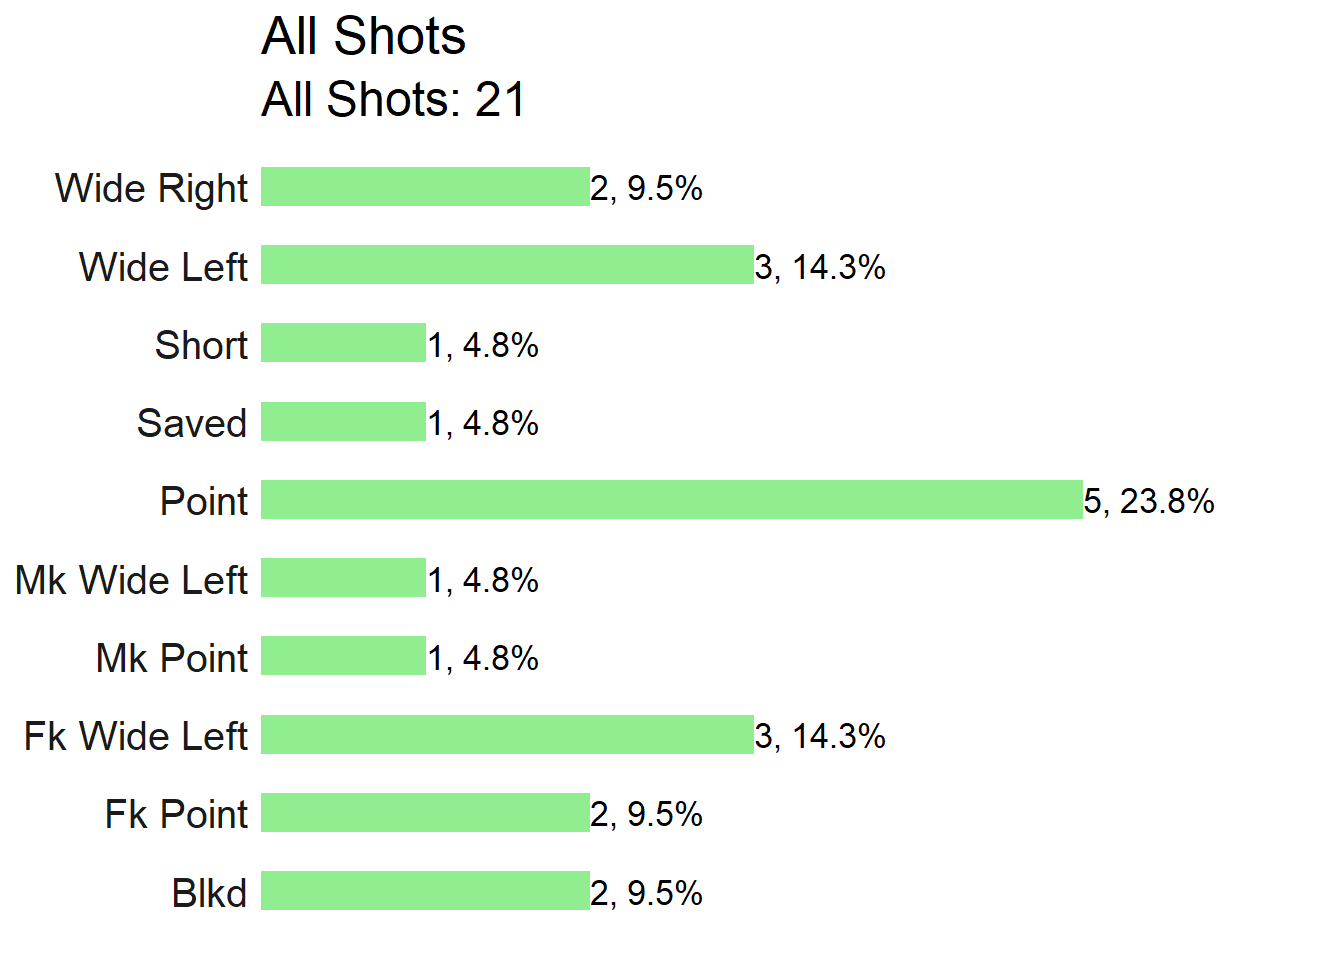 All Shots
All Shots: 21
Wide Right 2, 9.5%
Wide Left 3, 14.3%
Short 1, 4.8%
Saved 1, 4.8%
Point 5, 23.8%
Mk Wide Left 1, 4.8%
Mk Point 1, 4.8%
Fk Wide Left 3, 14.3%
Fk Point 2, 9.5%
Blkd 2, 9.5%